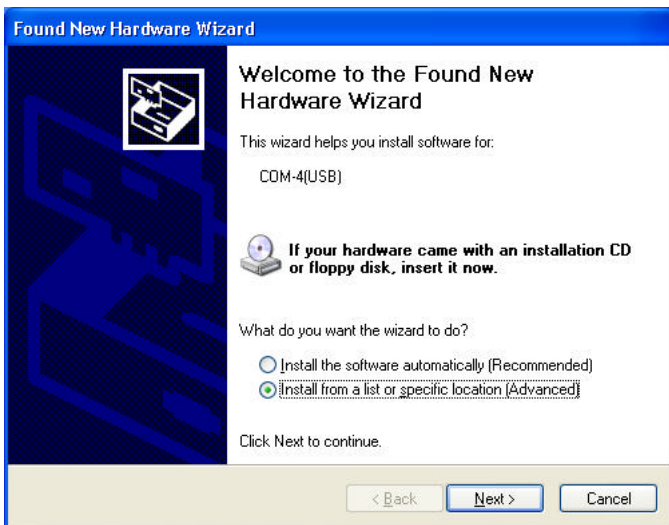 Found New Hardware Wizard
Welcome to the Found New
Hardware Wizard
This wizard helps you install software for:
COM-4(USB)
If your hardware came with an installation CD
or floppy disk, insert it now.
What do you want the wizard to do?
Install the software automatically (Recommended)
Install from a list or specific location (Advanced)
Click Next to continue.
< Back Next > Cancel